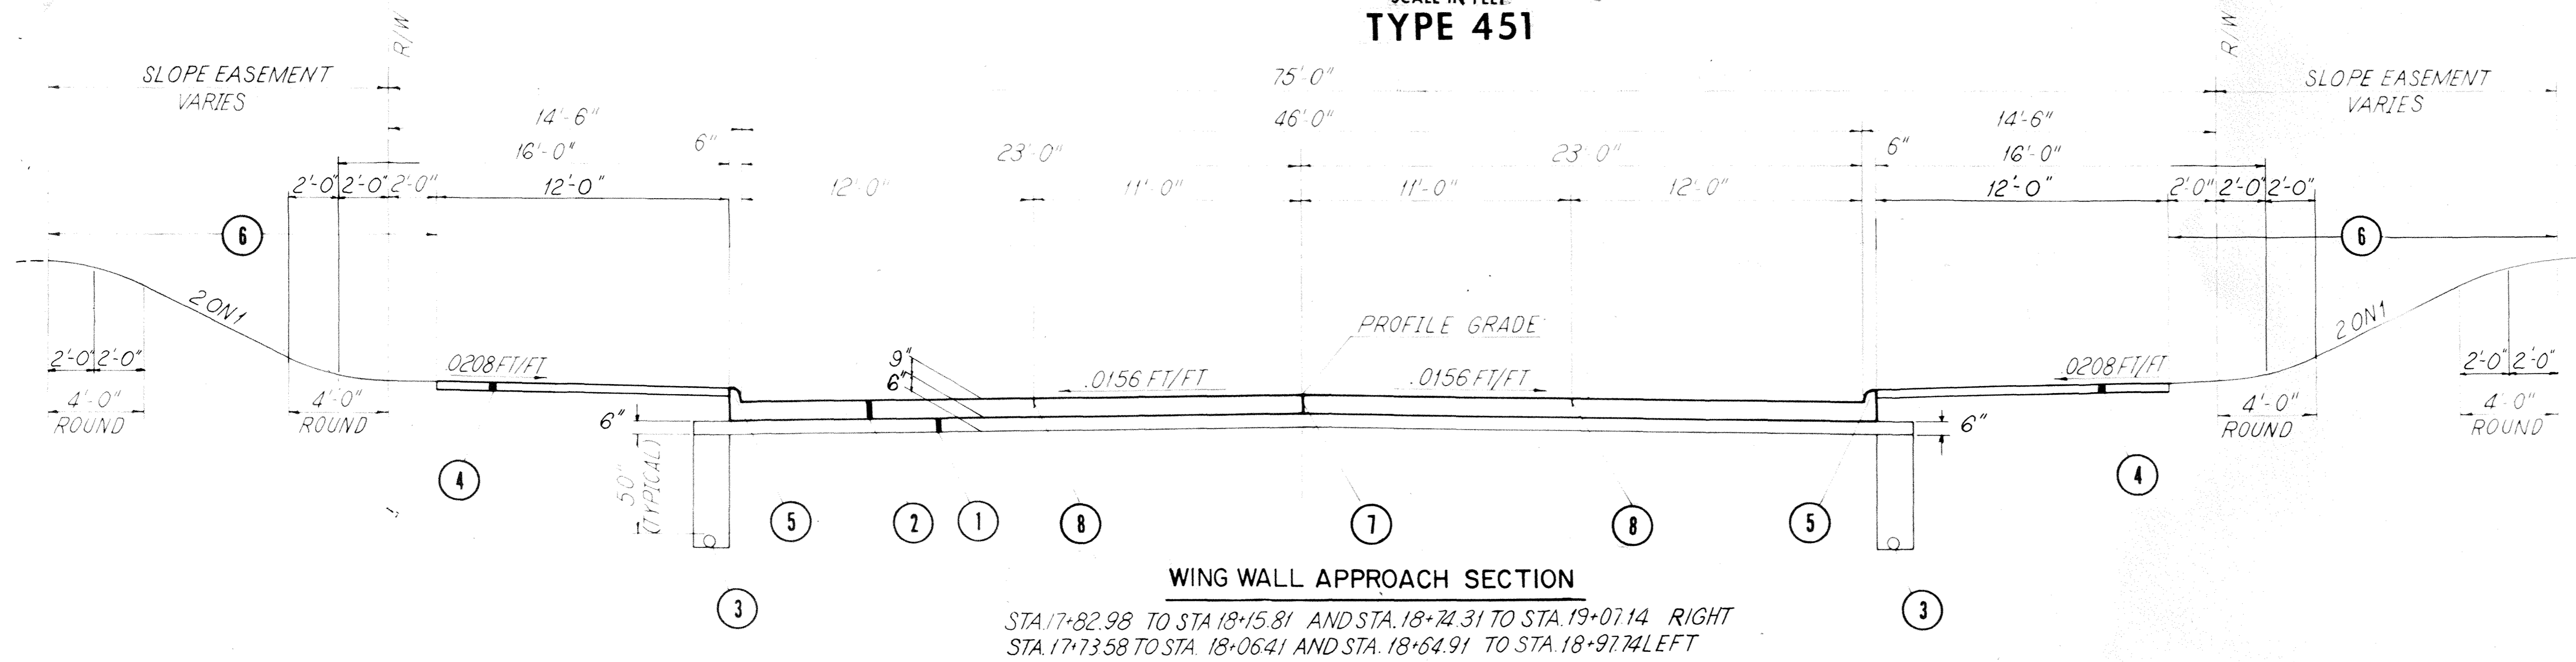 TYPE 451
R/W
R/W
SLOPE EASEMENT
VARIES
75'-0"
SLOPE EASEMENT
VARIES
14'-6"
46'-0"
14'-6"
16'-0"
6"
23'-0"
23'-0"
6"
16'-0"
2'-0" 2'-0" 2'-0"
12'-0"
12'-0"
11'-0"
11'-0"
12'-0"
12'-0"
2'-0" 2'-0" 2'-0"
6
6
2 ON 1
PROFILE GRADE
2 ON 1
2'-0" 2'-0"
.0208 FT/FT
9"
6"
.0156 FT/FT
.0156 FT/FT
.0208 FT/FT
2'-0" 2'-0"
4'-0"
ROUND
4'-0"
ROUND
6"
6"
4'-0"
ROUND
4'-0"
ROUND
50"
(TYPICAL)
4
4
5
2
1
8
7
8
5
3
3
WING WALL APPROACH SECTION
STA.17+82.98 TO STA 18+15.81 AND STA.18+74.31 TO STA.19+07.14 RIGHT
STA.17+73.58 TO STA. 18+06.41 AND STA. 18+64.91 TO STA.18+97.74 LEFT